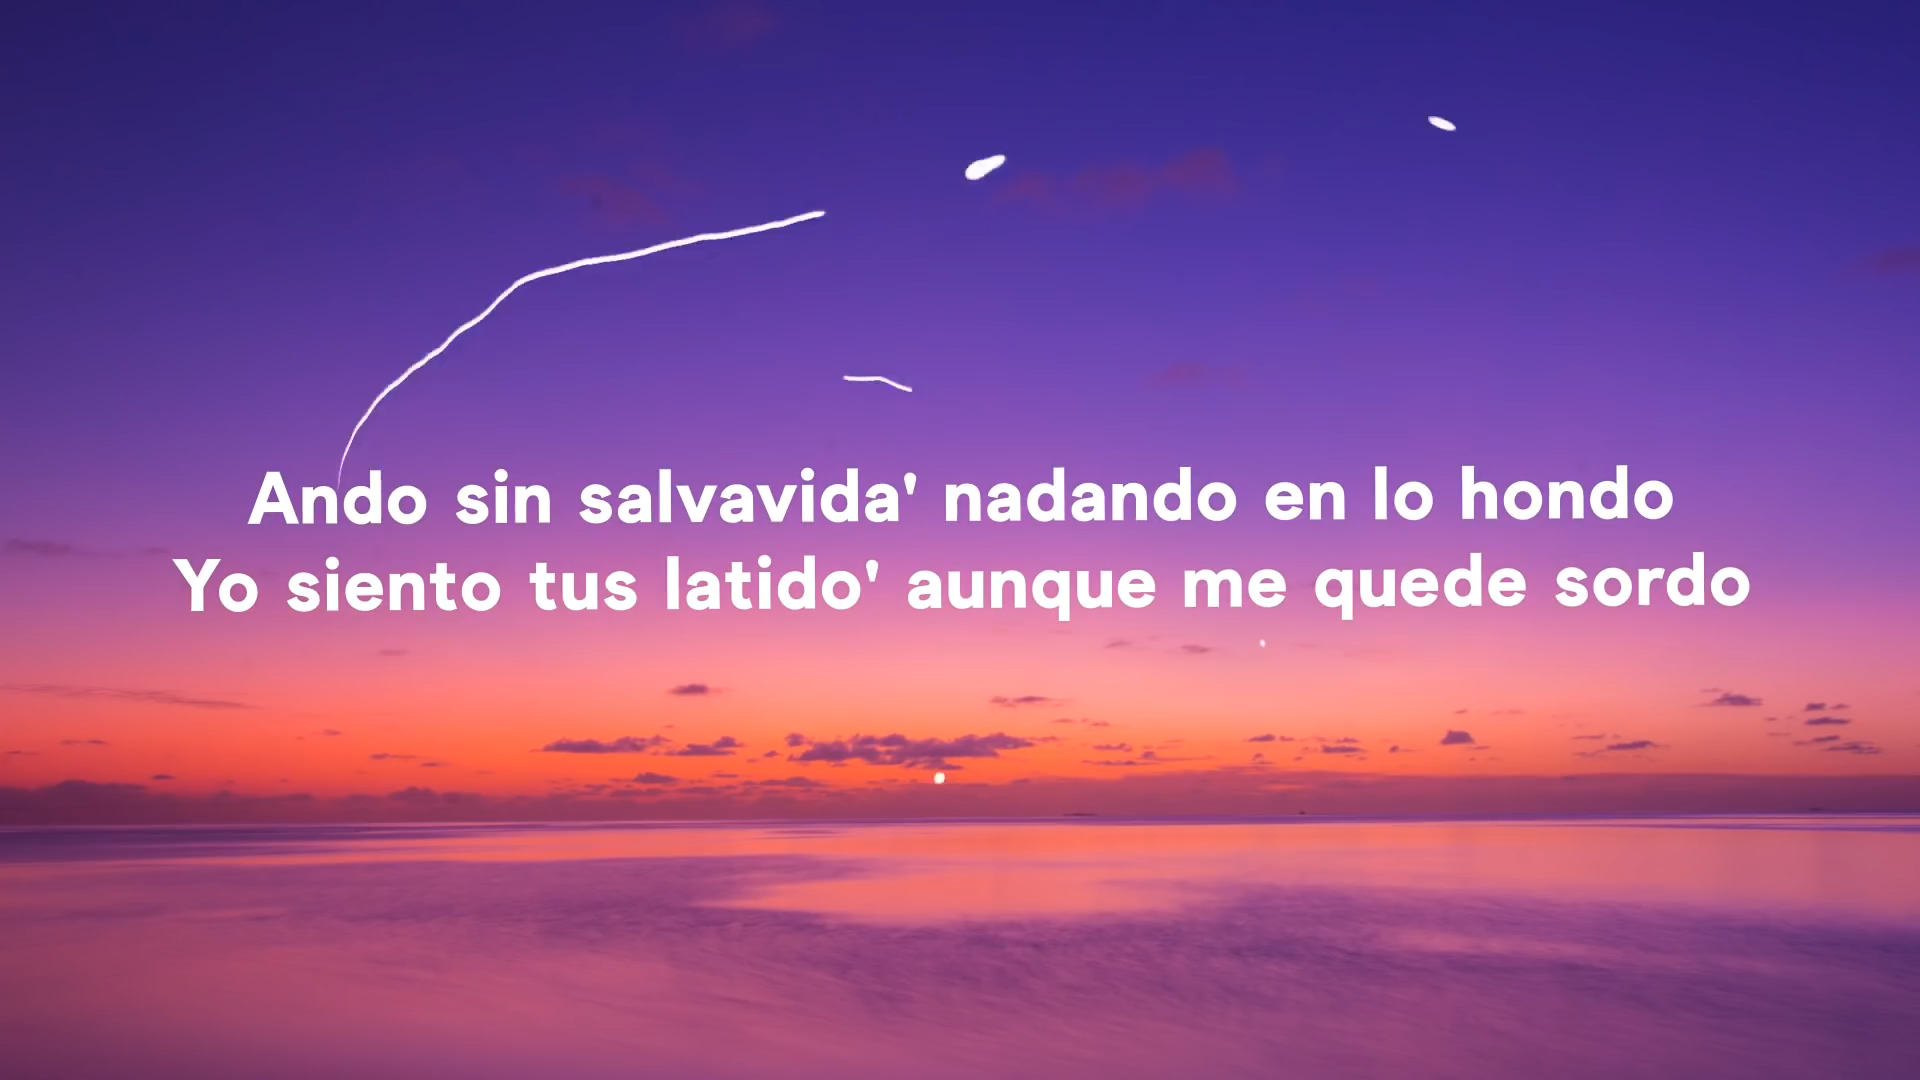 Ando sin salvavida' nadando en lo hondo
Yo siento tus latido' aunque me quede sordo